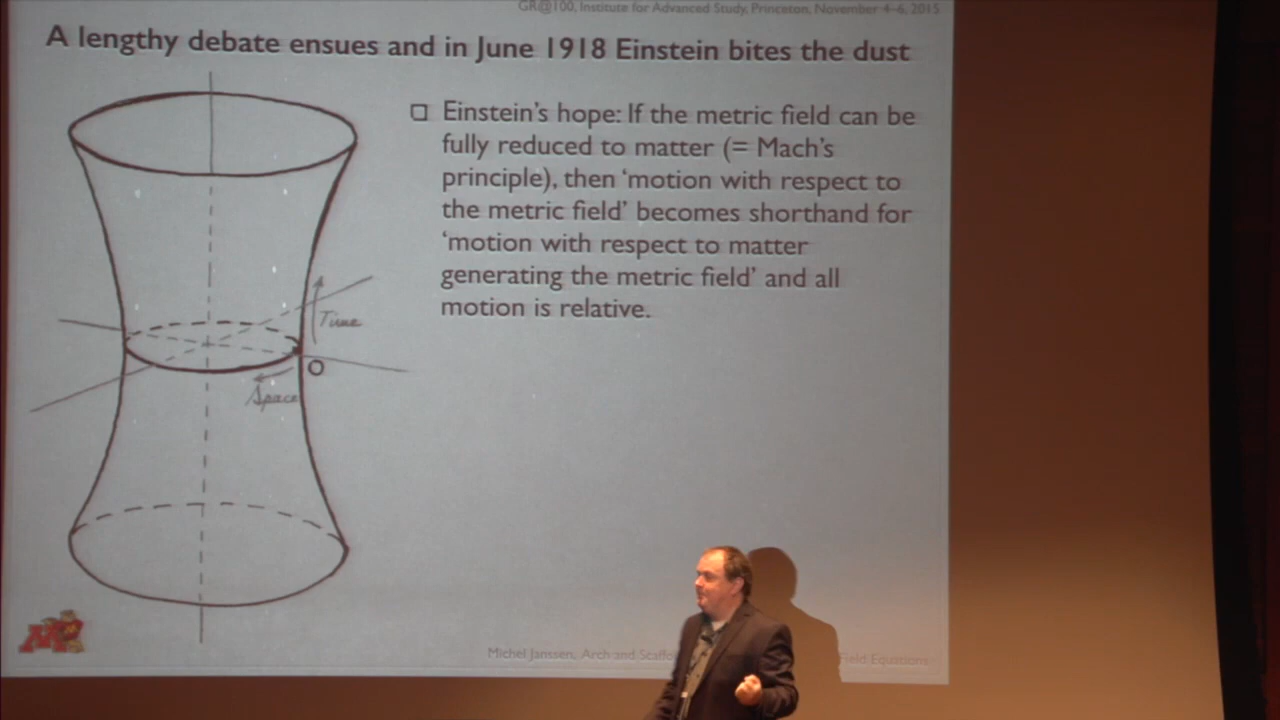 GR@100, Institute for Advanced Study, Princeton, November 4-6, 2015
A lengthy debate ensues and in June 1918 Einstein bites the dust
Einstein's hope: If the metric field can be
fully reduced to matter (= Mach's
principle), then 'motion with respect to
the metric field' becomes shorthand for
'motion with respect to matter
generating the metric field' and all
motion is relative.
Time
O
Space
M
Michel Janssen, Arch and Scaffo
Field Equations